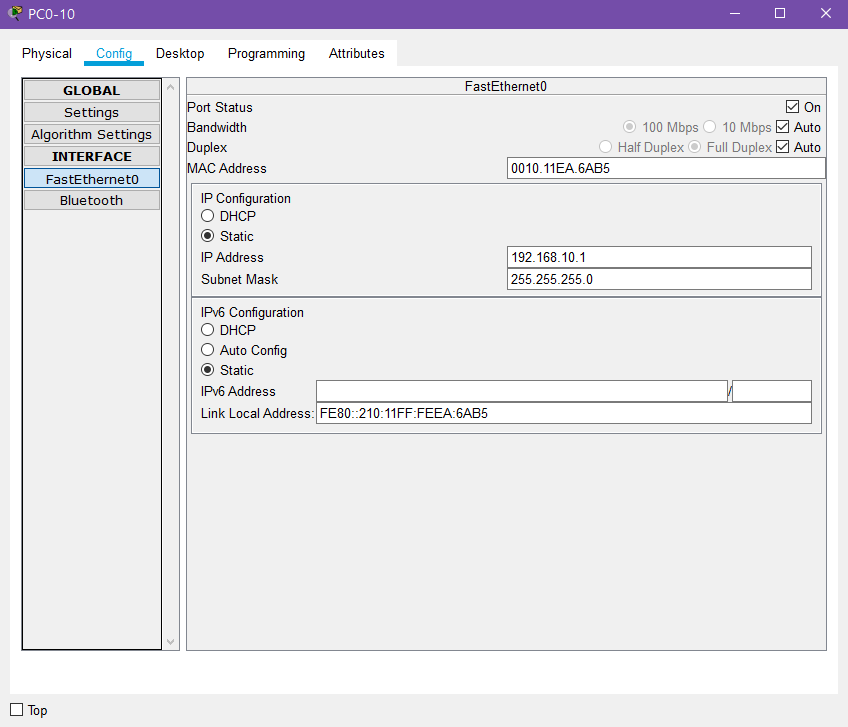 PC0-10
Physical Config Desktop Programming Attributes
GLOBAL
Settings
Algorithm Settings
INTERFACE
FastEthernet0
Bluetooth
FastEthernet0
Port Status On
Bandwidth 100 Mbps 10 Mbps Auto
Duplex Half Duplex Full Duplex Auto
MAC Address 0010.11EA.6AB5
IP Configuration
DHCP
Static
IP Address 192.168.10.1
Subnet Mask 255.255.255.0
IPv6 Configuration
DHCP
Auto Config
Static
IPv6 Address /
Link Local Address: FE80::210:11FF:FEEA:6AB5
Top